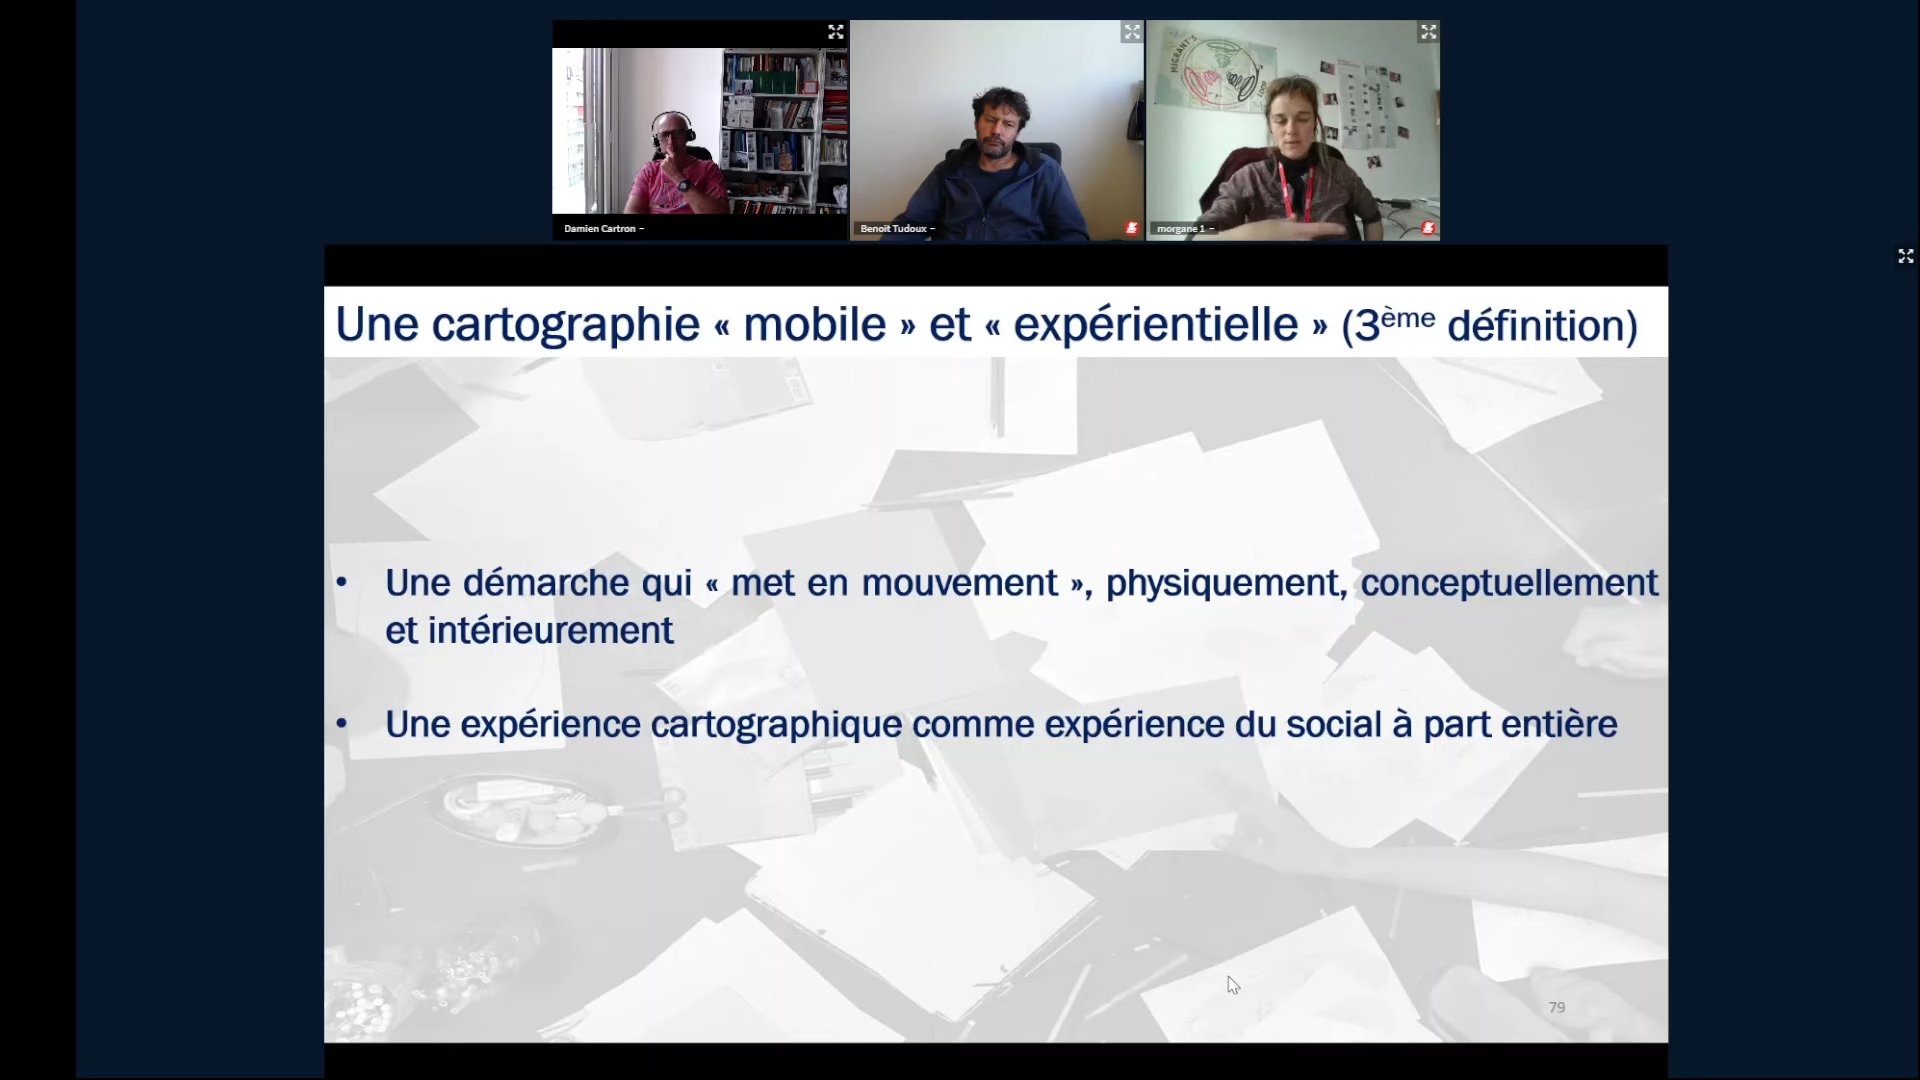 MIGRANT'S
Damien Cartron –
Benoit Tudoux –
morgane 1 –
Une cartographie « mobile » et « expérientielle » (3ème définition)
• Une démarche qui « met en mouvement », physiquement, conceptuellement
et intérieurement
• Une expérience cartographique comme expérience du social à part entière
79